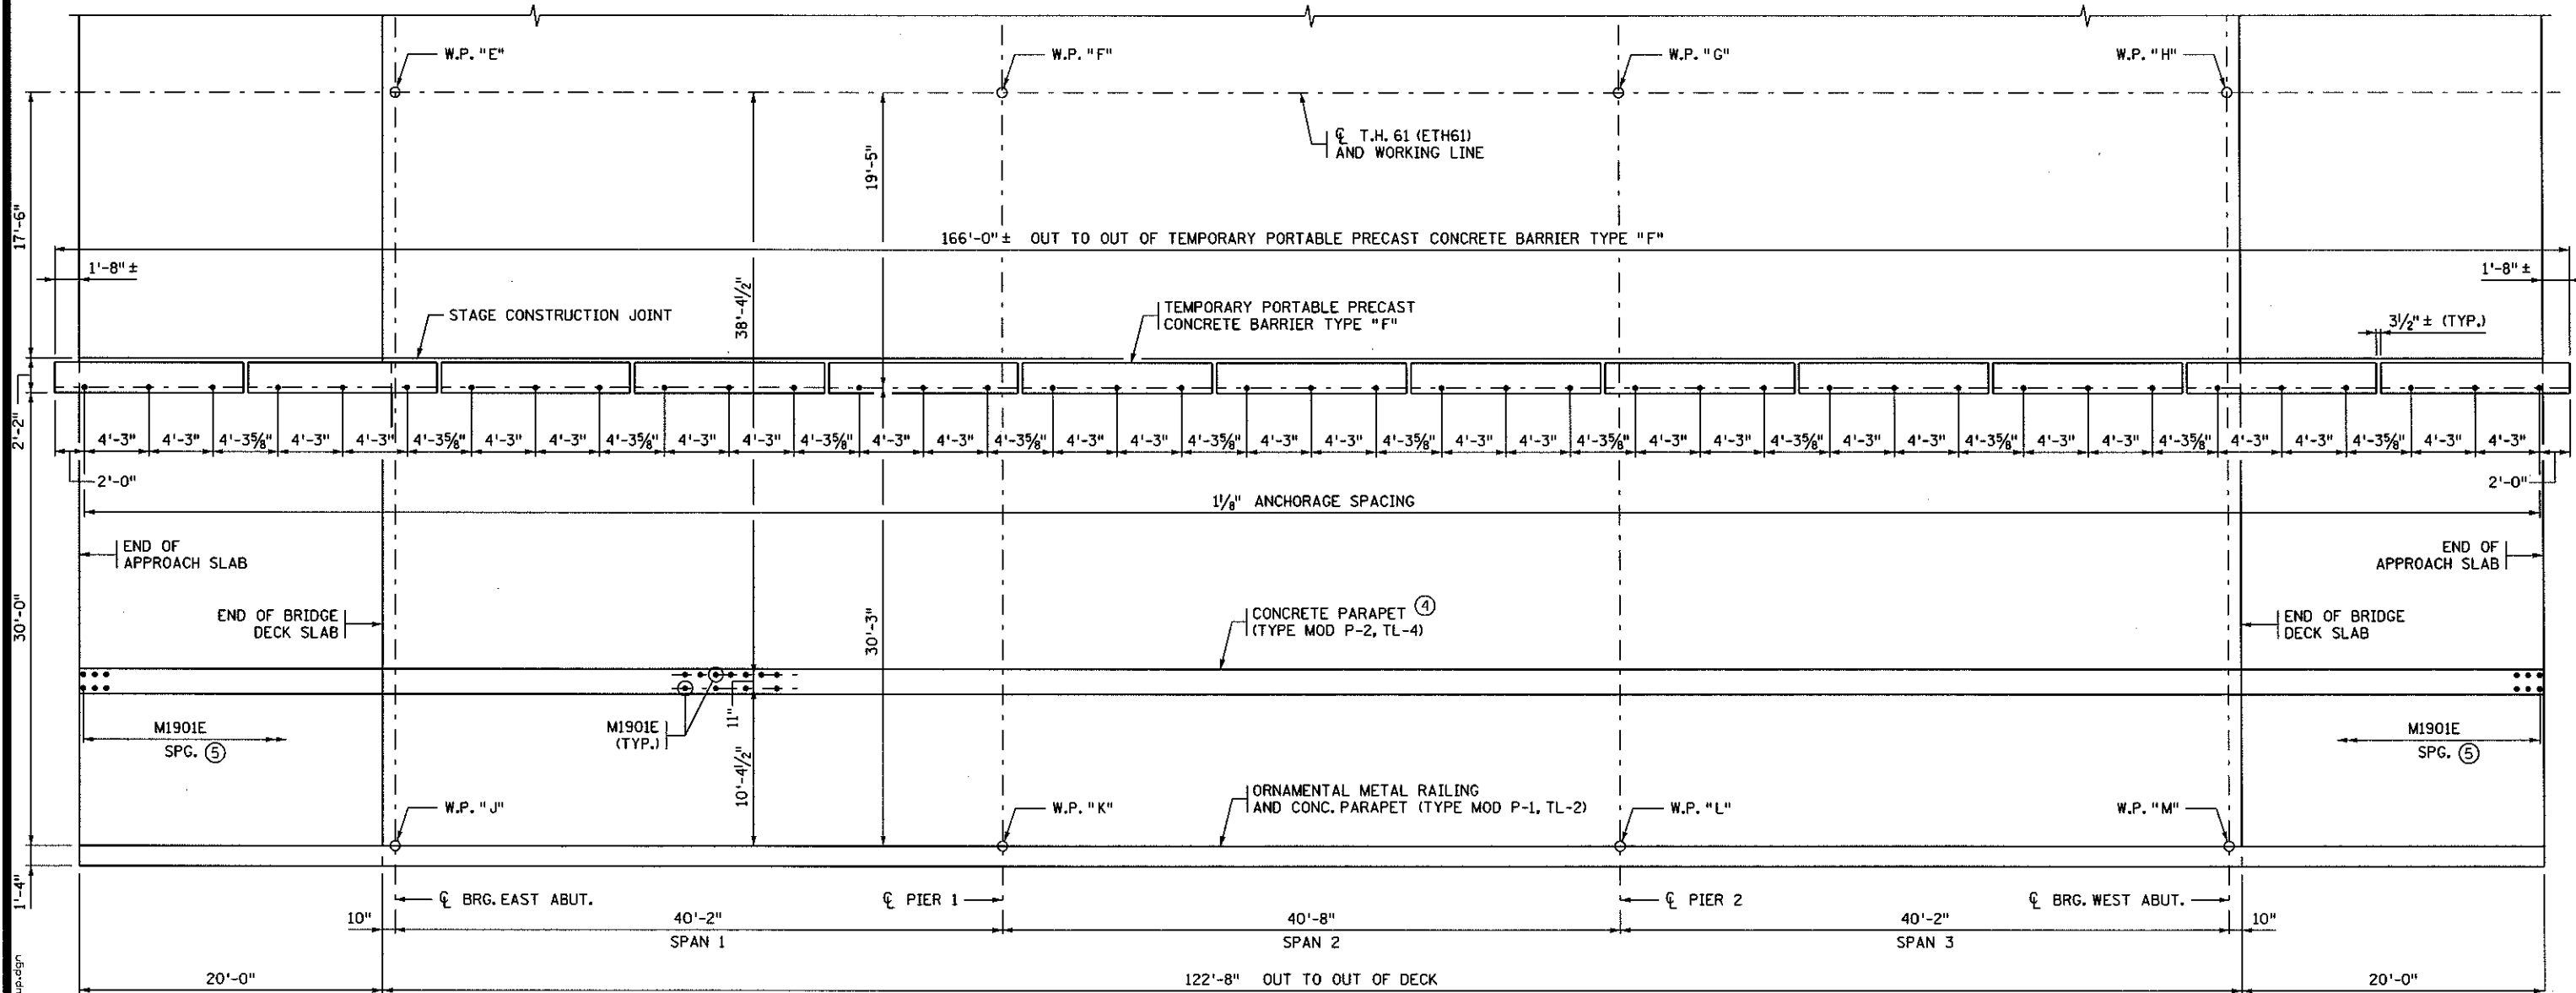 W.P. "E"
W.P. "F"
W.P. "G"
W.P. "H"
℄ T.H. 61 (ETH61)
AND WORKING LINE
17'-6"
19'-5"
38'-4½"
166'-0"± OUT TO OUT OF TEMPORARY PORTABLE PRECAST CONCRETE BARRIER TYPE "F"
1'-8"±
1'-8"±
STAGE CONSTRUCTION JOINT
TEMPORARY PORTABLE PRECAST
CONCRETE BARRIER TYPE "F"
3½"± (TYP.)
2'-2"
4'-3" 4'-3" 4'-3⅝" 4'-3" 4'-3" 4'-3⅝" 4'-3" 4'-3" 4'-3⅝" 4'-3" 4'-3" 4'-3⅝" 4'-3" 4'-3" 4'-3⅝" 4'-3" 4'-3" 4'-3⅝" 4'-3" 4'-3" 4'-3⅝" 4'-3" 4'-3" 4'-3⅝" 4'-3" 4'-3" 4'-3⅝" 4'-3" 4'-3" 4'-3⅝" 4'-3" 4'-3" 4'-3⅝" 4'-3" 4'-3" 4'-3⅝" 4'-3" 4'-3"
2'-0"
2'-0"
1⅛" ANCHORAGE SPACING
END OF
APPROACH SLAB
END OF
APPROACH SLAB
30'-0"
END OF BRIDGE
DECK SLAB
30'-3"
CONCRETE PARAPET ④
(TYPE MOD P-2, TL-4)
END OF BRIDGE
DECK SLAB
M1901E
SPG. ⑤
M1901E
(TYP.)
11"
10'-4½"
M1901E
SPG. ⑤
W.P. "J"
W.P. "K"
ORNAMENTAL METAL RAILING
AND CONC. PARAPET (TYPE MOD P-1, TL-2)
W.P. "L"
W.P. "M"
1'-4"
℄ BRG. EAST ABUT.
℄ PIER 1
℄ PIER 2
℄ BRG. WEST ABUT.
10"
40'-2"
40'-8"
40'-2"
10"
SPAN 1
SPAN 2
SPAN 3
20'-0"
122'-8" OUT TO OUT OF DECK
20'-0"
up.dgn